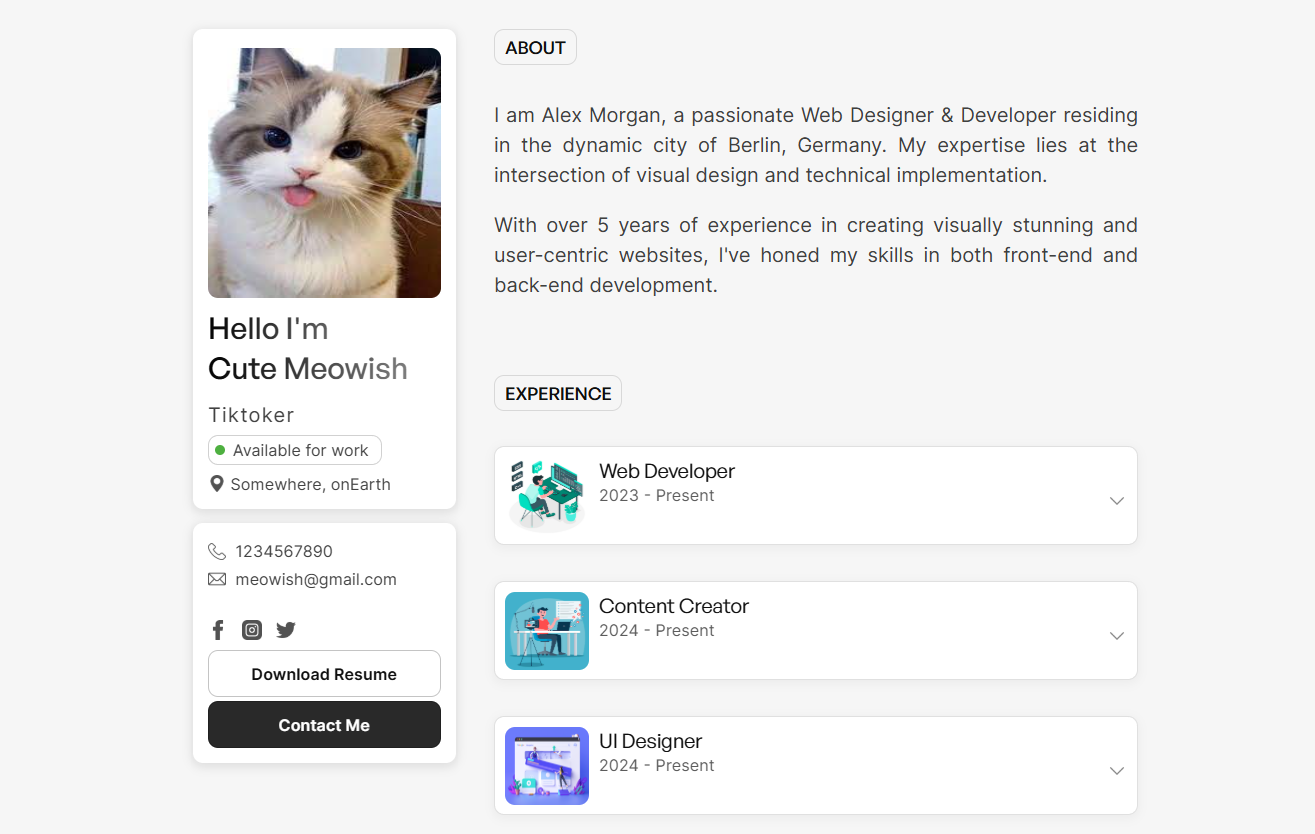 Hello I'm
Cute Meowish
Tiktoker
Available for work
Somewhere, onEarth
1234567890
meowish@gmail.com
Download Resume
Contact Me
ABOUT
I am Alex Morgan, a passionate Web Designer & Developer residing
in the dynamic city of Berlin, Germany. My expertise lies at the
intersection of visual design and technical implementation.
With over 5 years of experience in creating visually stunning and
user-centric websites, I've honed my skills in both front-end and
back-end development.
EXPERIENCE
Web Developer
2023 - Present
Content Creator
2024 - Present
UI Designer
2024 - Present